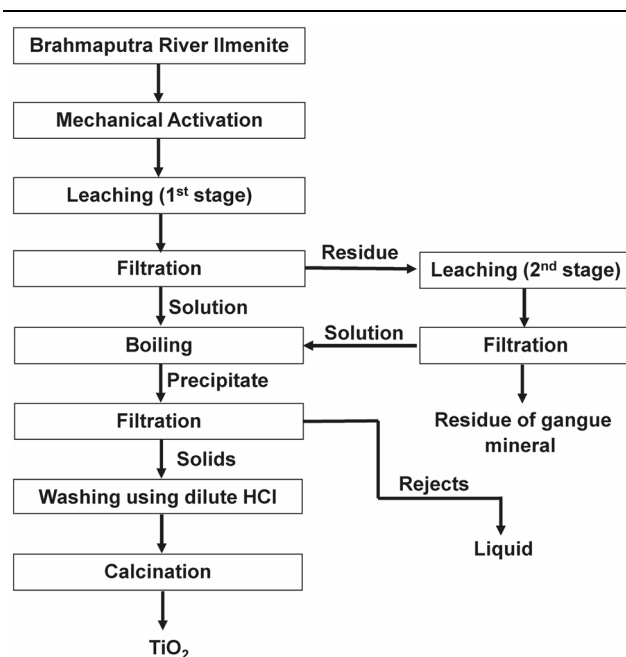 Brahmaputra River Ilmenite
Mechanical Activation
Leaching (1st stage)
Residue
Filtration
Leaching (2nd stage)
Solution
Solution
Boiling
Filtration
Precipitate
Filtration
Residue of gangue
mineral
Solids
Rejects
Washing using dilute HCl
Liquid
Calcination
TiO₂